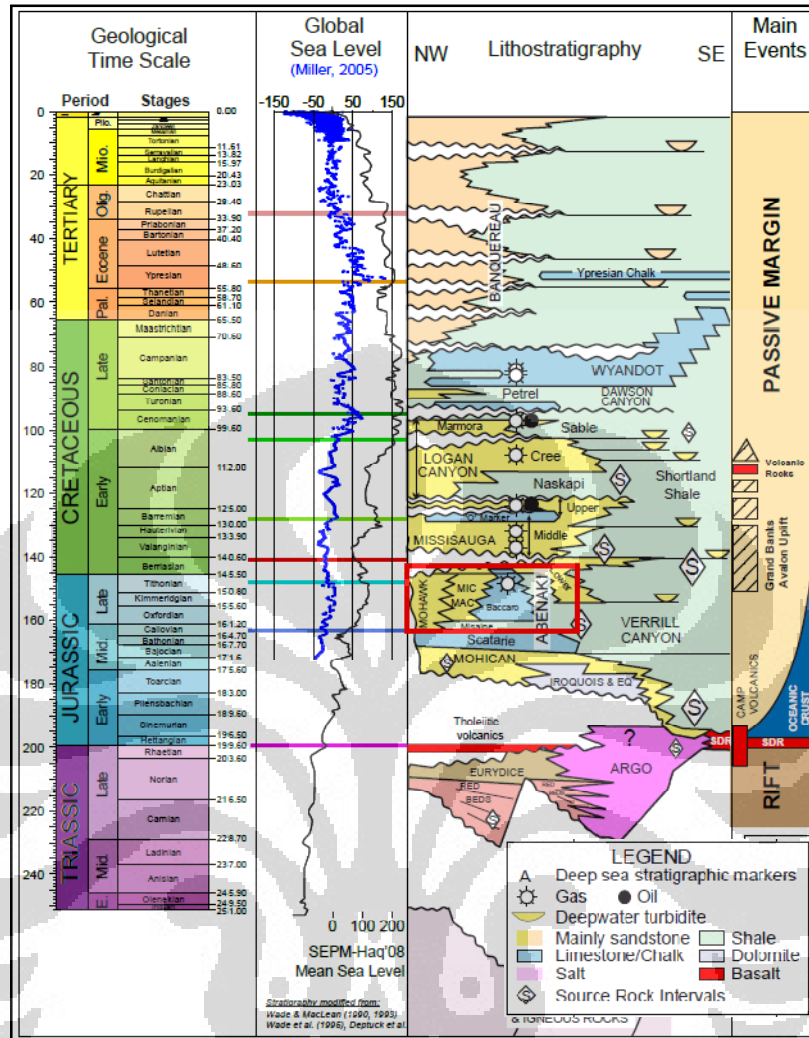 Geological
Time Scale
Global
Sea Level
(Miller, 2005)
NW
Lithostratigraphy
SE
Main
Events
Period
Stages
-150
-50
50
150
0
20
40
60
80
100
120
140
160
180
200
220
240
TERTIARY
CRETACEOUS
JURASSIC
TRIASSIC
Plio.
Mio.
Olig.
Eocene
Pal.
Late
Early
Late
Mid.
Early
Late
Mid.
E..
Messinian
Tortonian
Serravalian
Langhian
Burdigalian
Aquitanian
Chattian
Rupelian
Priabonian
Bartonian
Lutetian
Ypresian
Thanetian
Selandian
Danian
Maastrichtian
Campanian
Santonian
Coniacian
Turonian
Cenomanian
Albian
Aptian
Barremian
Hauterivian
Valanginian
Berriasian
Tithonian
Kimmeridgian
Oxfordian
Callovian
Bathonian
Bajocian
Aalenian
Toarcian
Pliensbachian
Sinemurian
Hettangian
Rhaetian
Norian
Carnian
Ladinian
Anisian
Olenekian
0.00
11.61
13.82
15.97
20.43
23.03
28.40
33.90
37.20
40.40
48.60
55.80
58.70
61.10
65.50
70.60
83.50
85.80
88.60
93.60
99.60
112.00
125.00
130.00
133.90
140.60
145.50
150.80
155.60
161.20
164.70
167.70
171.6
175.60
183.00
189.60
196.50
199.60
203.60
216.50
228.70
237.00
245.90
249.50
251.00
0
100
200
SEPM-Haq'08
Mean Sea Level
Stratigraphy modified from:
Wade & MacLean (1990, 1993)
Wade et al. (1995), Deptuck et al.
BANQUEREAU
Ypresian Chalk
WYANDOT
Petrel
DAWSON
CANYON
Marmora
Sable
LOGAN
CANYON
Cree
Naskapi
Shortland
Shale
Upper
"O" Marker
MISSISAUGA
Middle
Lower
MOHAWK
MIC
MAC
Baccaro
ABENAKI
Misaine
Scatarie
VERRILL
CANYON
MOHICAN
IROQUOIS & EQ
Tholeiitic
volcanics
?
SDR
EURYDICE
ARGO
RED
BEDS
RED
BEDS
S
S
S
S
S
S
S
S
S
PASSIVE MARGIN
Volcanic
Rocks
Grand Banks
Avalon Uplift
CAMP
VOLCANICS
OCEANIC
CRUST
SDR
RIFT
LEGEND
A Deep sea stratigraphic markers
Gas
Oil
Deepwater turbidite
Mainly sandstone
Shale
Limestone/Chalk
Dolomite
Salt
Basalt
S Source Rock Intervals
& IGNEOUS ROCKS